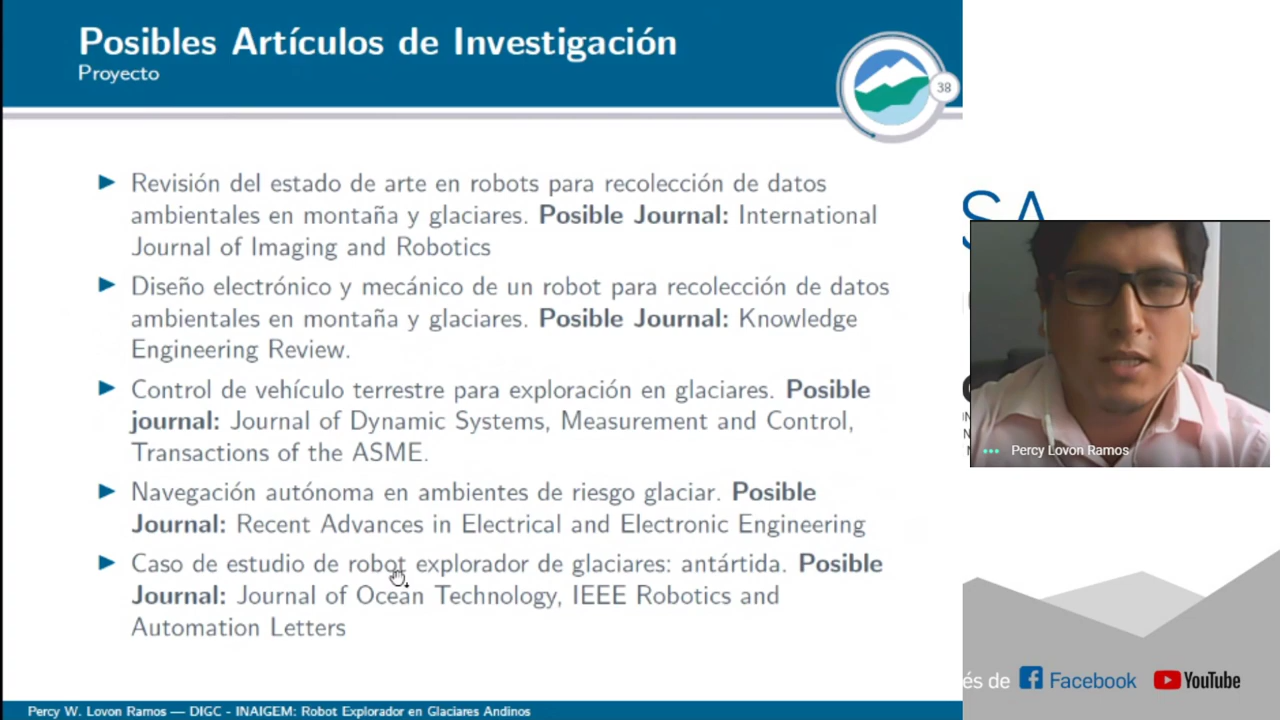 Posibles Artículos de Investigación
Proyecto
38
Revisión del estado de arte en robots para recolección de datos
ambientales en montaña y glaciares. Posible Journal: International
Journal of Imaging and Robotics
Diseño electrónico y mecánico de un robot para recolección de datos
ambientales en montaña y glaciares. Posible Journal: Knowledge
Engineering Review.
Control de vehículo terrestre para exploración en glaciares. Posible
journal: Journal of Dynamic Systems, Measurement and Control,
Transactions of the ASME.
Navegación autónoma en ambientes de riesgo glaciar. Posible
Journal: Recent Advances in Electrical and Electronic Engineering
Caso de estudio de robot explorador de glaciares: antártida. Posible
Journal: Journal of Ocean Technology, IEEE Robotics and
Automation Letters
Percy W. Lovon Ramos — DIGC - INAIGEM: Robot Explorador en Glaciares Andinos
SA
Percy Lovon Ramos
és de Facebook YouTube